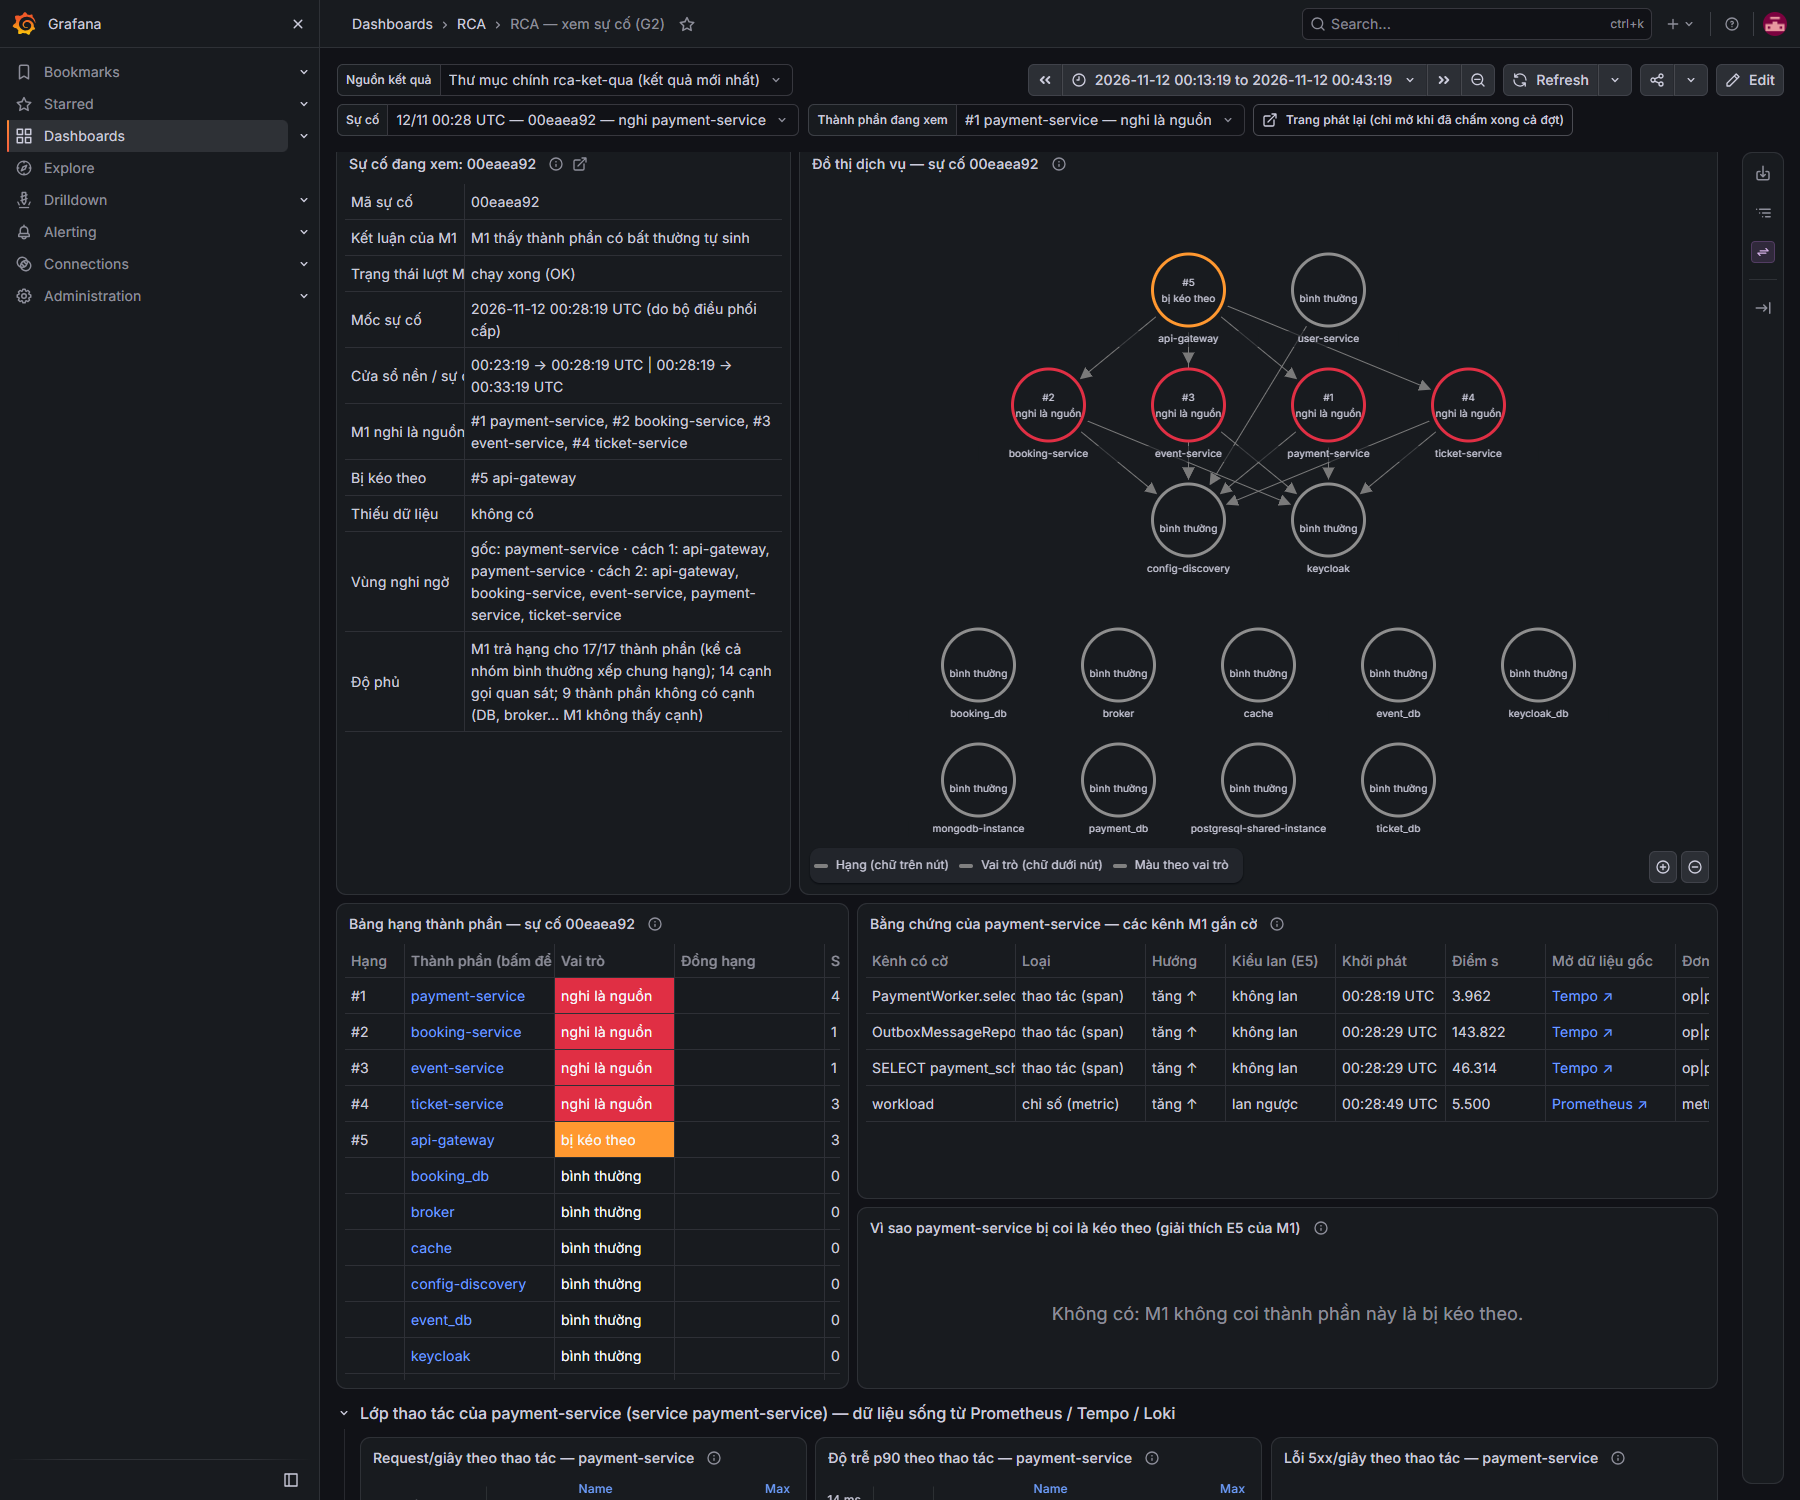 Grafana
Dashboards › RCA › RCA — xem sự cố (G2)
Search...
ctrl+k
Bookmarks
Starred
Dashboards
Explore
Drilldown
Alerting
Connections
Administration
Nguồn kết quả
Thư mục chính rca-ket-qua (kết quả mới nhất)
2026-11-12 00:13:19 to 2026-11-12 00:43:19
Refresh
Edit
Sự cố
12/11 00:28 UTC — 00eaea92 — nghi payment-service
Thành phần đang xem
#1 payment-service — nghi là nguồn
Trang phát lại (chỉ mở khi đã chấm xong cả đợt)
Sự cố đang xem: 00eaea92
Mã sự cố
00eaea92
Kết luận của M1
M1 thấy thành phần có bất thường tự sinh
Trạng thái lượt M
chạy xong (OK)
Mốc sự cố
2026-11-12 00:28:19 UTC (do bộ điều phối
cấp)
Cửa sổ nền / sự c
00:23:19 → 00:28:19 UTC | 00:28:19 →
00:33:19 UTC
M1 nghi là nguồn
#1 payment-service, #2 booking-service, #3
event-service, #4 ticket-service
Bị kéo theo
#5 api-gateway
Thiếu dữ liệu
không có
Vùng nghi ngờ
gốc: payment-service · cách 1: api-gateway,
payment-service · cách 2: api-gateway,
booking-service, event-service, payment-
service, ticket-service
Độ phủ
M1 trả hạng cho 17/17 thành phần (kể cả
nhóm bình thường xếp chung hạng); 14 cạnh
gọi quan sát; 9 thành phần không có cạnh
(DB, broker... M1 không thấy cạnh)
Đồ thị dịch vụ — sự cố 00eaea92
#5
bị kéo theo
api-gateway
bình thường
user-service
#2
nghi là nguồn
booking-service
#3
nghi là nguồn
event-service
#1
nghi là nguồn
payment-service
#4
nghi là nguồn
ticket-service
bình thường
config-discovery
bình thường
keycloak
bình thường
booking_db
bình thường
broker
bình thường
cache
bình thường
event_db
bình thường
keycloak_db
bình thường
mongodb-instance
bình thường
payment_db
bình thường
postgresql-shared-instance
bình thường
ticket_db
Hạng (chữ trên nút)
Vai trò (chữ dưới nút)
Màu theo vai trò
Bảng hạng thành phần — sự cố 00eaea92
Hạng
Thành phần (bấm để
Vai trò
Đồng hạng
S
#1 payment-service nghi là nguồn 4
#2 booking-service nghi là nguồn 1
#3 event-service nghi là nguồn 1
#4 ticket-service nghi là nguồn 3
#5 api-gateway bị kéo theo 3
booking_db bình thường 0
broker bình thường 0
cache bình thường 0
config-discovery bình thường 0
event_db bình thường 0
keycloak bình thường 0
Bằng chứng của payment-service — các kênh M1 gắn cờ
Kênh có cờ
Loại
Hướng
Kiểu lan (E5)
Khởi phát
Điểm s
Mở dữ liệu gốc
Đơn
PaymentWorker.selec thao tác (span) tăng ↑ không lan 00:28:19 UTC 3.962 Tempo ↗ op|p
OutboxMessageRepo thao tác (span) tăng ↑ không lan 00:28:29 UTC 143.822 Tempo ↗ op|p
SELECT payment_sch thao tác (span) tăng ↑ không lan 00:28:29 UTC 46.314 Tempo ↗ op|p
workload chỉ số (metric) tăng ↑ lan ngược 00:28:49 UTC 5.500 Prometheus ↗ met
Vì sao payment-service bị coi là kéo theo (giải thích E5 của M1)
Không có: M1 không coi thành phần này là bị kéo theo.
Lớp thao tác của payment-service (service payment-service) — dữ liệu sống từ Prometheus / Tempo / Loki
Request/giây theo thao tác — payment-service
Name
Max
Độ trễ p90 theo thao tác — payment-service
Name
Max
14 ms
Lỗi 5xx/giây theo thao tác — payment-service